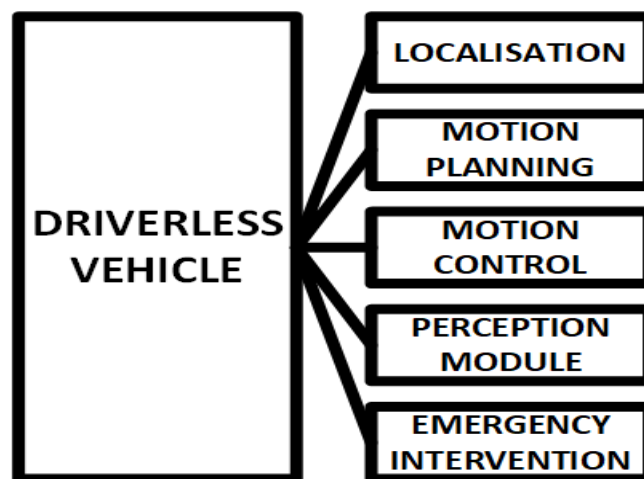 DRIVERLESS
VEHICLE
LOCALISATION
MOTION
PLANNING
MOTION
CONTROL
PERCEPTION
MODULE
EMERGENCY
INTERVENTION